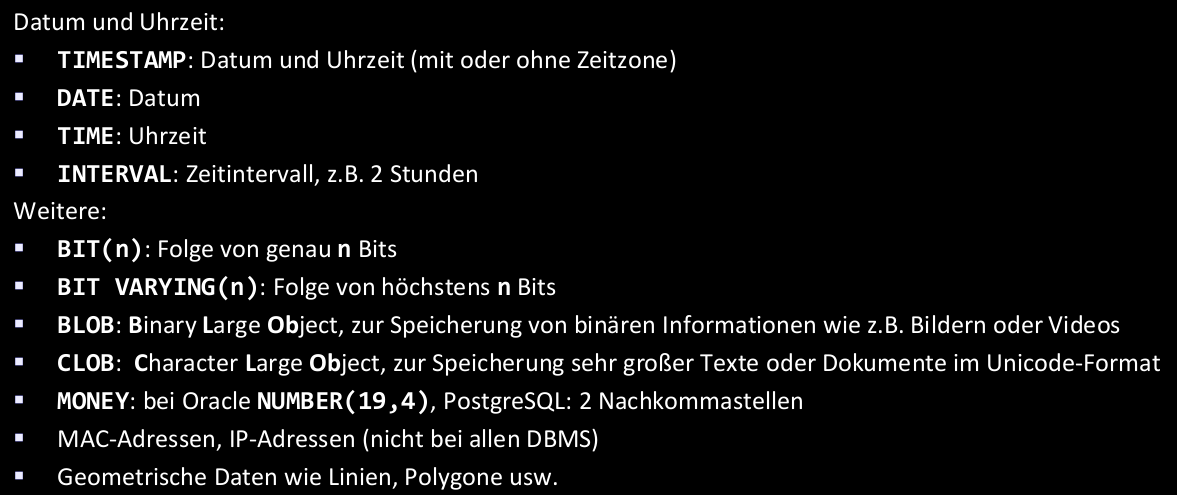 Datum und Uhrzeit:
▪ TIMESTAMP: Datum und Uhrzeit (mit oder ohne Zeitzone)
▪ DATE: Datum
▪ TIME: Uhrzeit
▪ INTERVAL: Zeitintervall, z.B. 2 Stunden
Weitere:
▪ BIT(n): Folge von genau n Bits
▪ BIT VARYING(n): Folge von höchstens n Bits
▪ BLOB: Binary Large Object, zur Speicherung von binären Informationen wie z.B. Bildern oder Videos
▪ CLOB: Character Large Object, zur Speicherung sehr großer Texte oder Dokumente im Unicode-Format
▪ MONEY: bei Oracle NUMBER(19,4), PostgreSQL: 2 Nachkommastellen
▪ MAC-Adressen, IP-Adressen (nicht bei allen DBMS)
▪ Geometrische Daten wie Linien, Polygone usw.